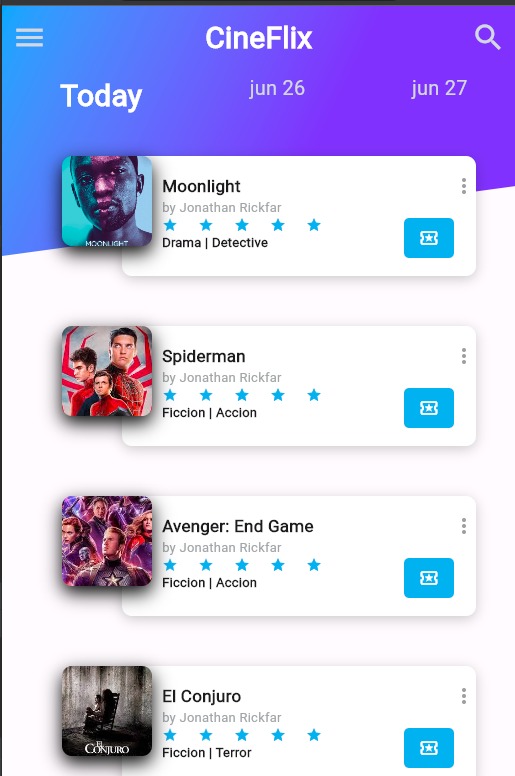 CineFlix
Today jun 26 jun 27
Moonlight
by Jonathan Rickfar
Drama | Detective
MOONLIGHT
Spiderman
by Jonathan Rickfar
Ficcion | Accion
Avenger: End Game
by Jonathan Rickfar
Ficcion | Accion
El Conjuro
by Jonathan Rickfar
Ficcion | Terror
EL CONJURO